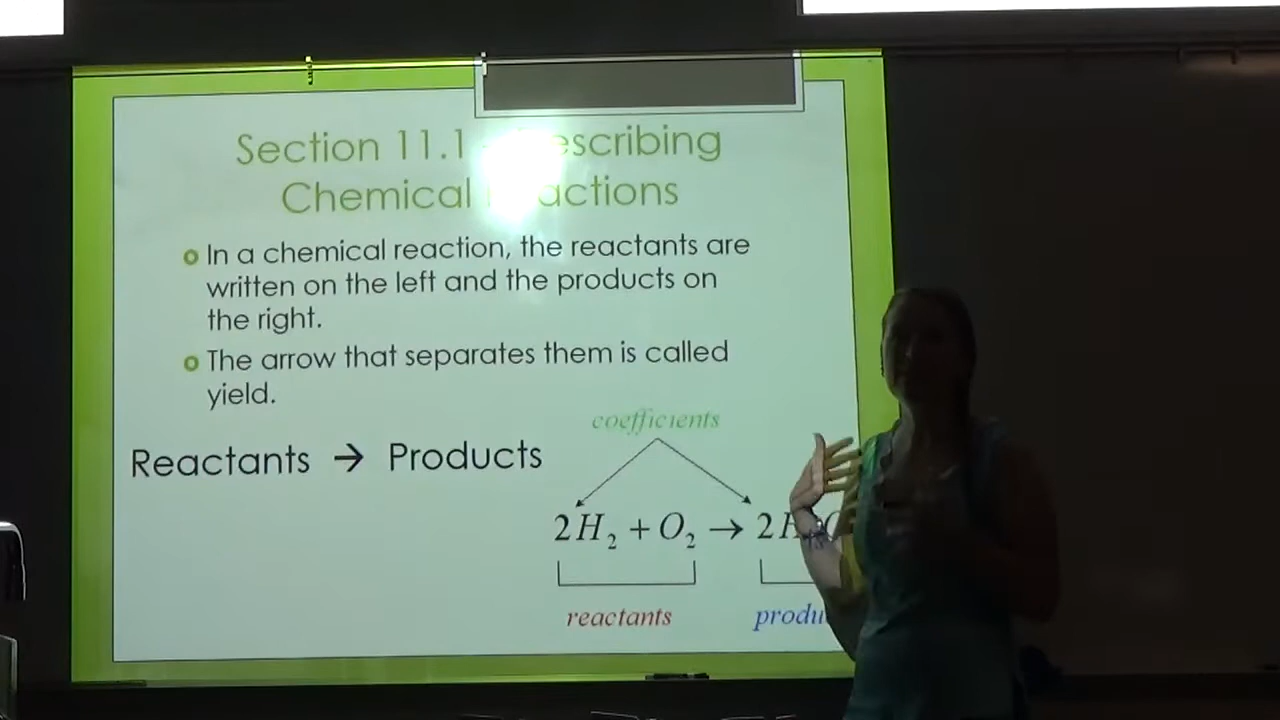 Section 11.1
Chemical
In a chemical reaction, the reactants are
written on the left and the products on
the right.
The arrow that separates them is called
yield.
coefficients
Reactants → Products
2H₂ + O₂ → 2H
reactants